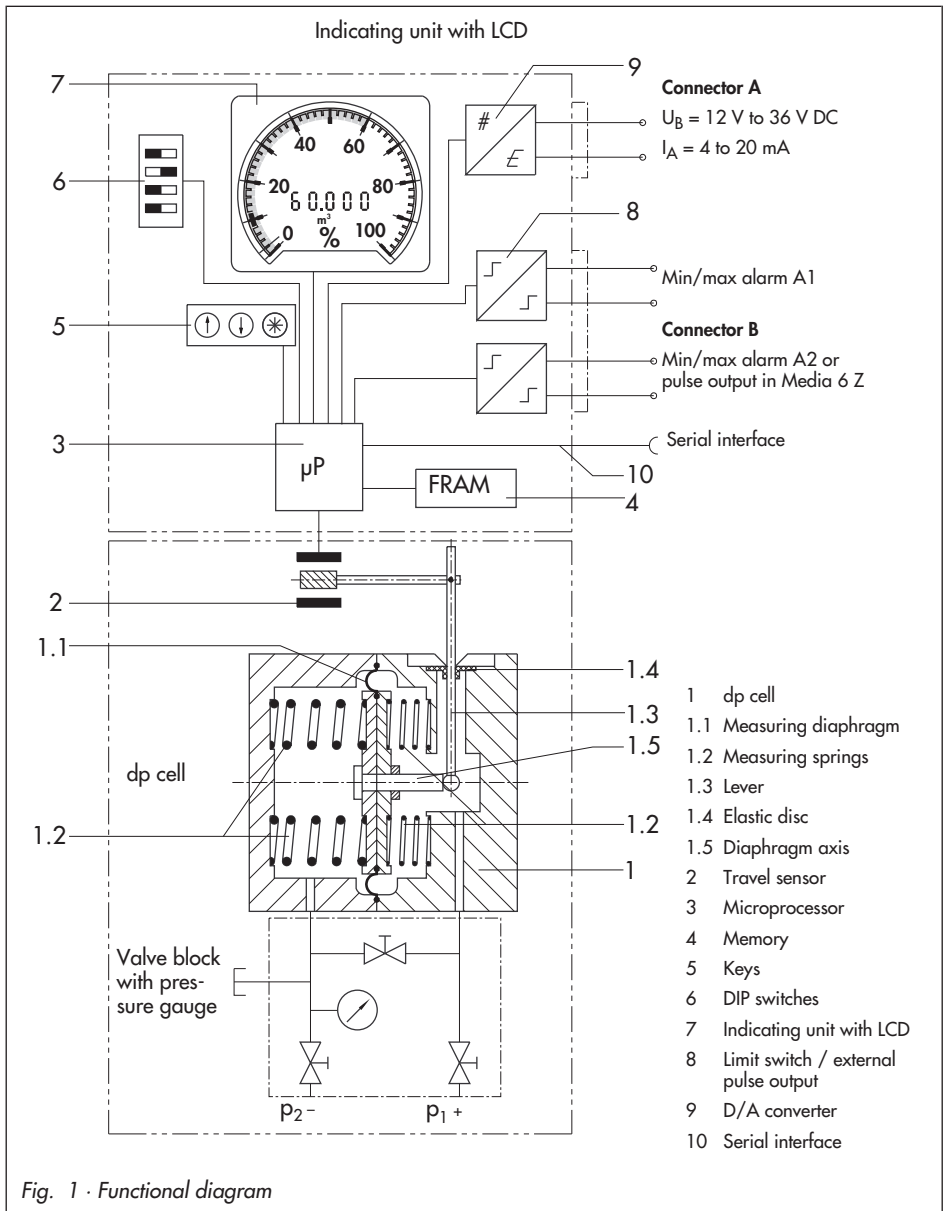 Indicating unit with LCD
7
9
Connector A
UB = 12 V to 36 V DC
IA = 4 to 20 mA
#
E
40 60
20 80
60.000
m³
0 % 100
6
8
Min/max alarm A1
5
Connector B
Min/max alarm A2 or
pulse output in Media 6 Z
3
µP
Serial interface
10
FRAM
4
2
1.1
1.4
1.3
1.5
dp cell
1.2
1.2
1
Valve block
with pres-
sure gauge
p2 -
p1 +
1 dp cell
1.1 Measuring diaphragm
1.2 Measuring springs
1.3 Lever
1.4 Elastic disc
1.5 Diaphragm axis
2 Travel sensor
3 Microprocessor
4 Memory
5 Keys
6 DIP switches
7 Indicating unit with LCD
8 Limit switch / external
pulse output
9 D/A converter
10 Serial interface
Fig. 1 · Functional diagram